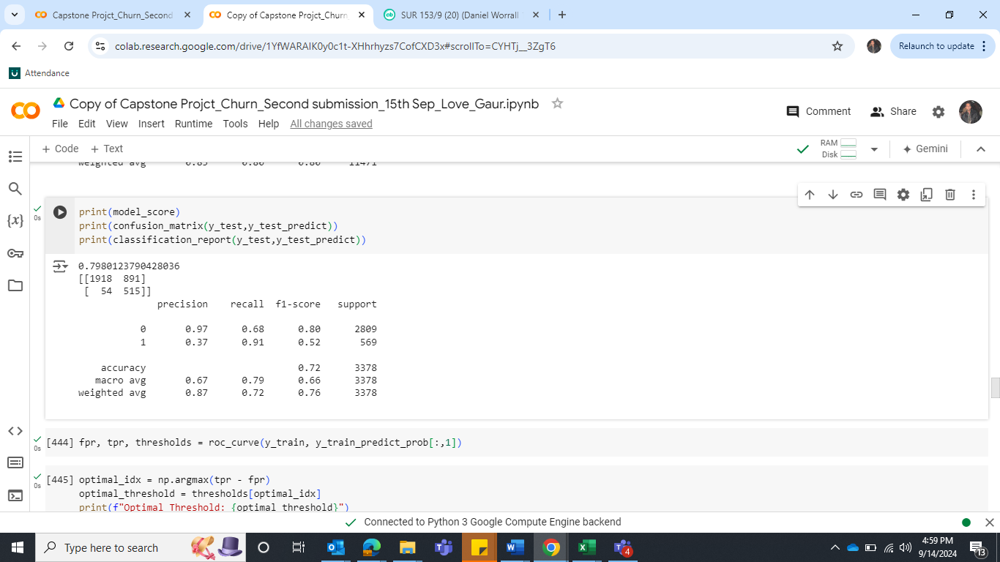 Capstone Projct_Churn_Second
Copy of Capstone Projct_Churn
SUR 153/9 (20) (Daniel Worrall
colab.research.google.com/drive/1YfWARAIK0y0c1t-XHhrhyzs7CofCXD3x#scrollTo=CYHTj__3ZgT6
Relaunch to update
Attendance
Copy of Capstone Projct_Churn_Second submission_15th Sep_Love_Gaur.ipynb
File Edit View Insert Runtime Tools Help All changes saved
Comment
Share
+ Code + Text
RAM
Disk
Gemini
weighted avg 0.85 0.80 0.80 11471
0s
print(model_score)
print(confusion_matrix(y_test,y_test_predict))
print(classification_report(y_test,y_test_predict))
0.7980123790428036
[[1918 891]
[ 54 515]]
precision recall f1-score support
0 0.97 0.68 0.80 2809
1 0.37 0.91 0.52 569
accuracy 0.72 3378
macro avg 0.67 0.79 0.66 3378
weighted avg 0.87 0.72 0.76 3378
0s
[444] fpr, tpr, thresholds = roc_curve(y_train, y_train_predict_prob[:,1])
0s
[445] optimal_idx = np.argmax(tpr - fpr)
optimal_threshold = thresholds[optimal_idx]
print(f"Optimal Threshold: {optimal_threshold}")
Connected to Python 3 Google Compute Engine backend
Type here to search
4
4:59 PM
9/14/2024
13